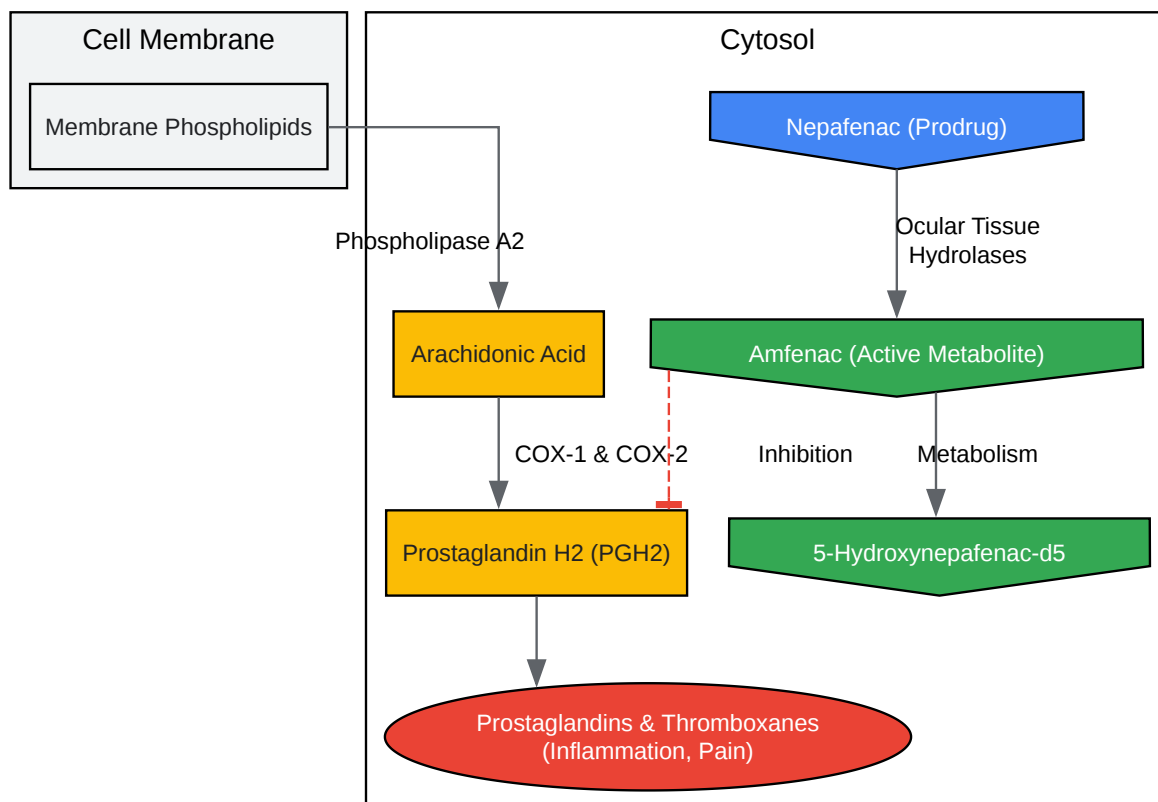 Cell Membrane
Cytosol
Membrane Phospholipids
Nepafenac (Prodrug)
Phospholipase A2
Ocular Tissue
Hydrolases
Arachidonic Acid
Amfenac (Active Metabolite)
COX-1 & COX-2
Inhibition
Metabolism
Prostaglandin H2 (PGH2)
5-Hydroxynepafenac-d5
Prostaglandins & Thromboxanes
(Inflammation, Pain)